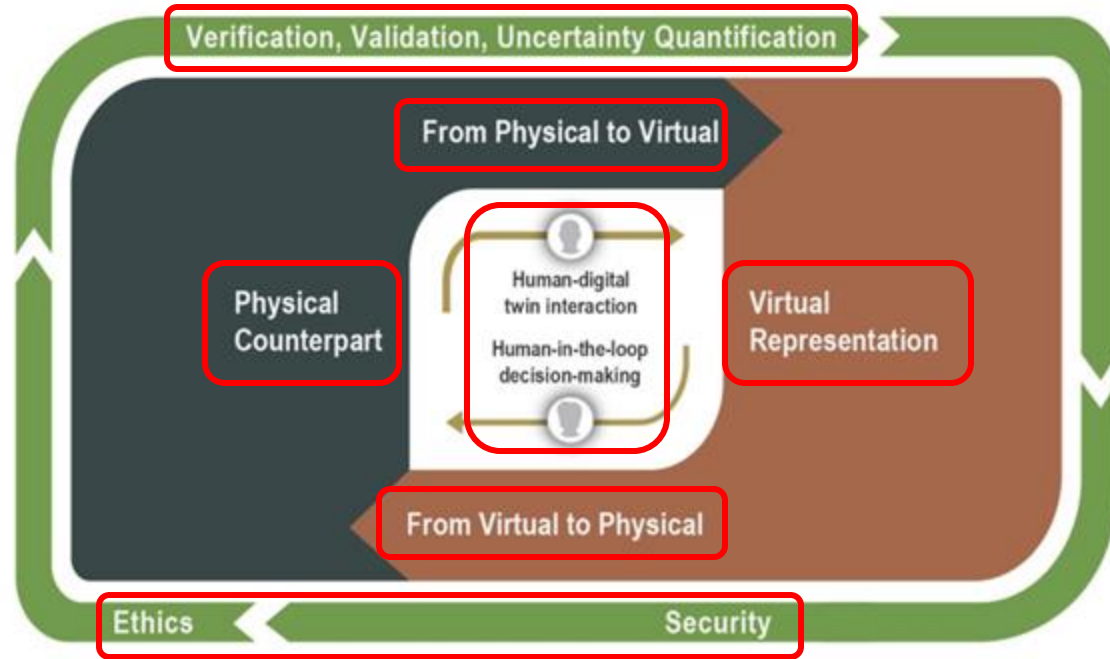 Verification, Validation, Uncertainty Quantification
From Physical to Virtual
Physical
Counterpart
Human-digital
twin interaction
Human-in-the-loop
decision-making
Virtual
Representation
From Virtual to Physical
Ethics
Security